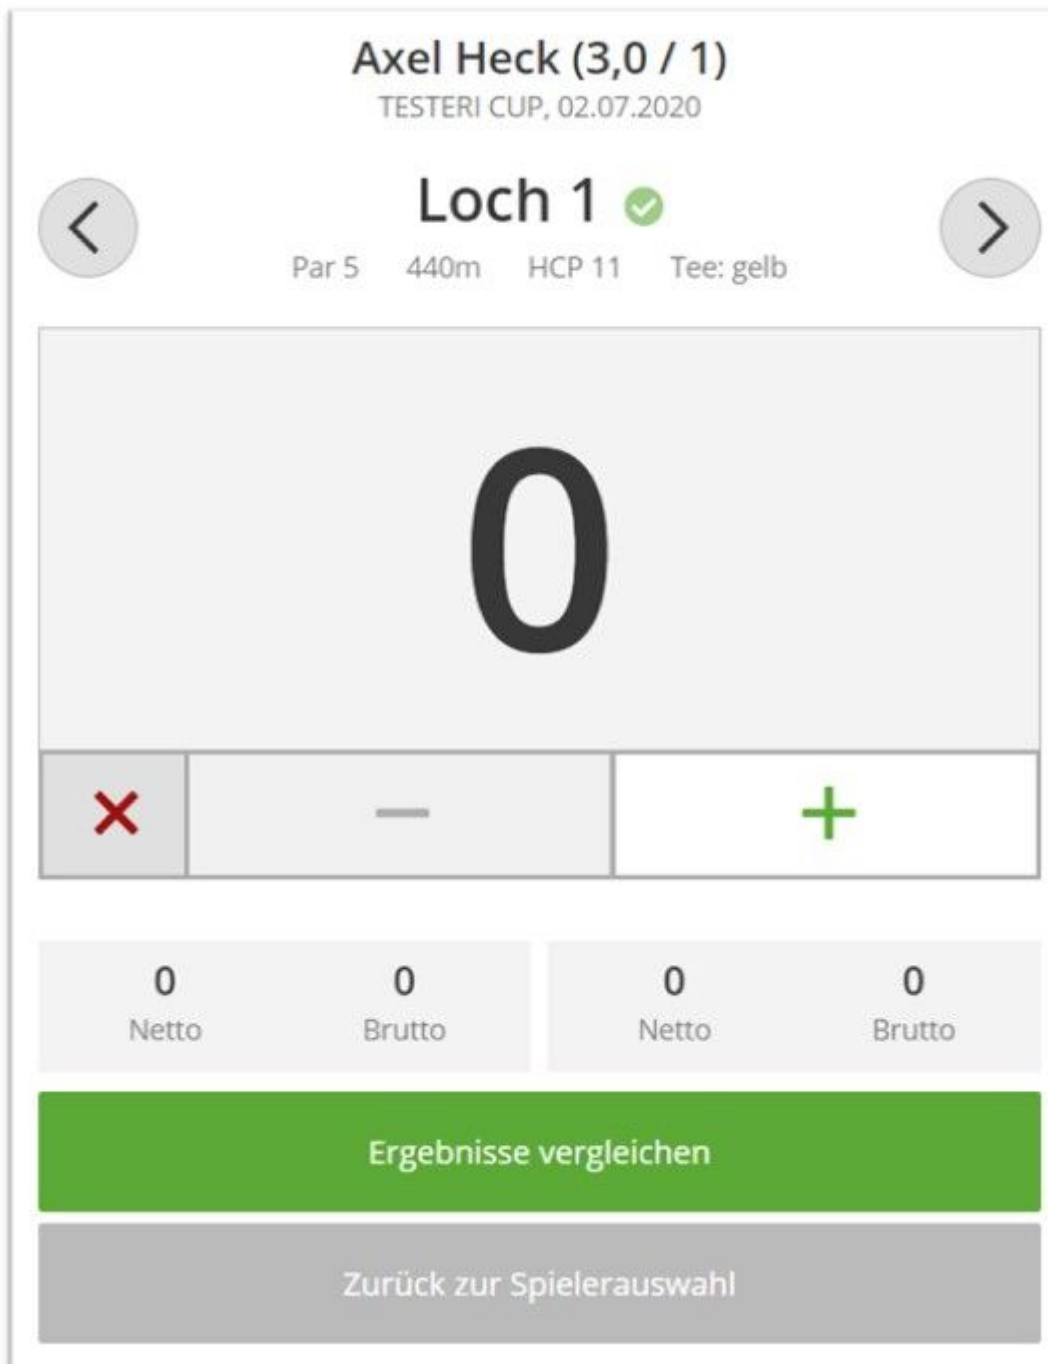 Axel Heck (3,0 / 1)
TESTERI CUP, 02.07.2020
Loch 1
Par 5 440m HCP 11 Tee: gelb
0
0 0 0 0
Netto Brutto Netto Brutto
Ergebnisse vergleichen
Zurück zur Spielerauswahl